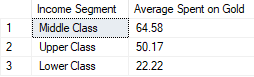 Income Segment Average Spent on Gold
1 Middle Class 64.58
2 Upper Class 50.17
3 Lower Class 22.22